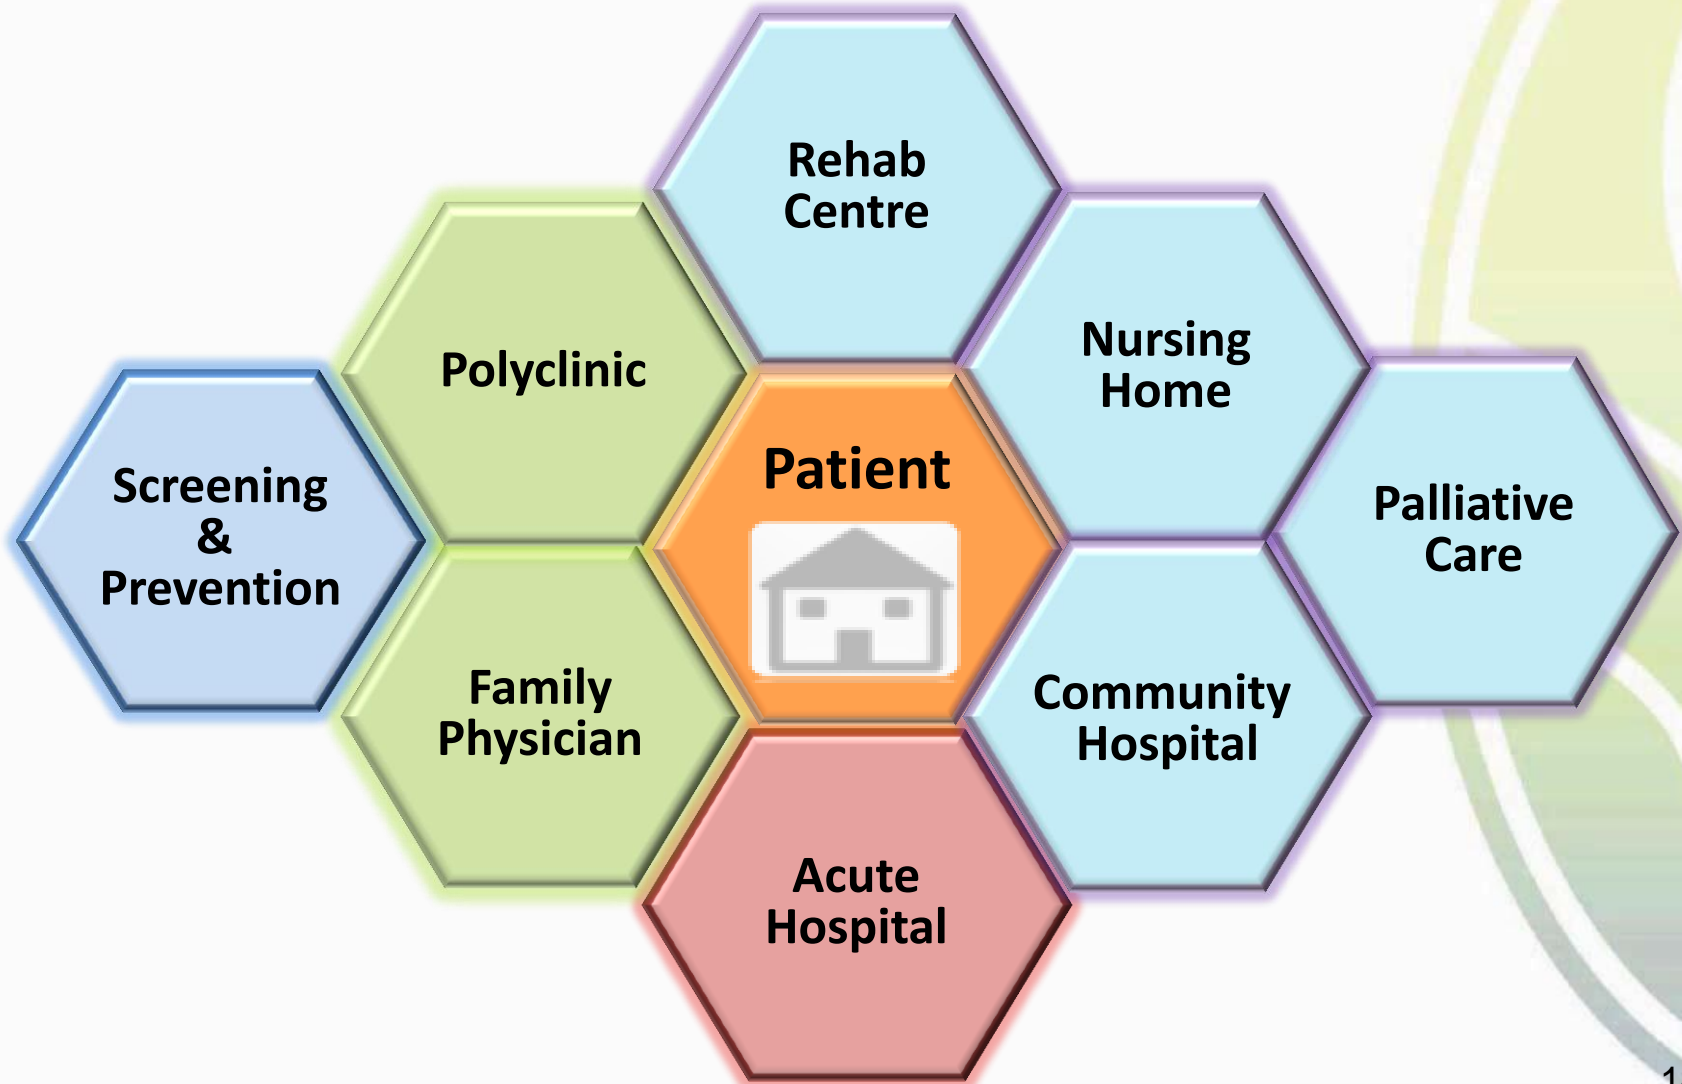 Rehab
Centre
Polyclinic
Nursing
Home
Screening
&
Prevention
Patient
Palliative
Care
Family
Physician
Community
Hospital
Acute
Hospital
1